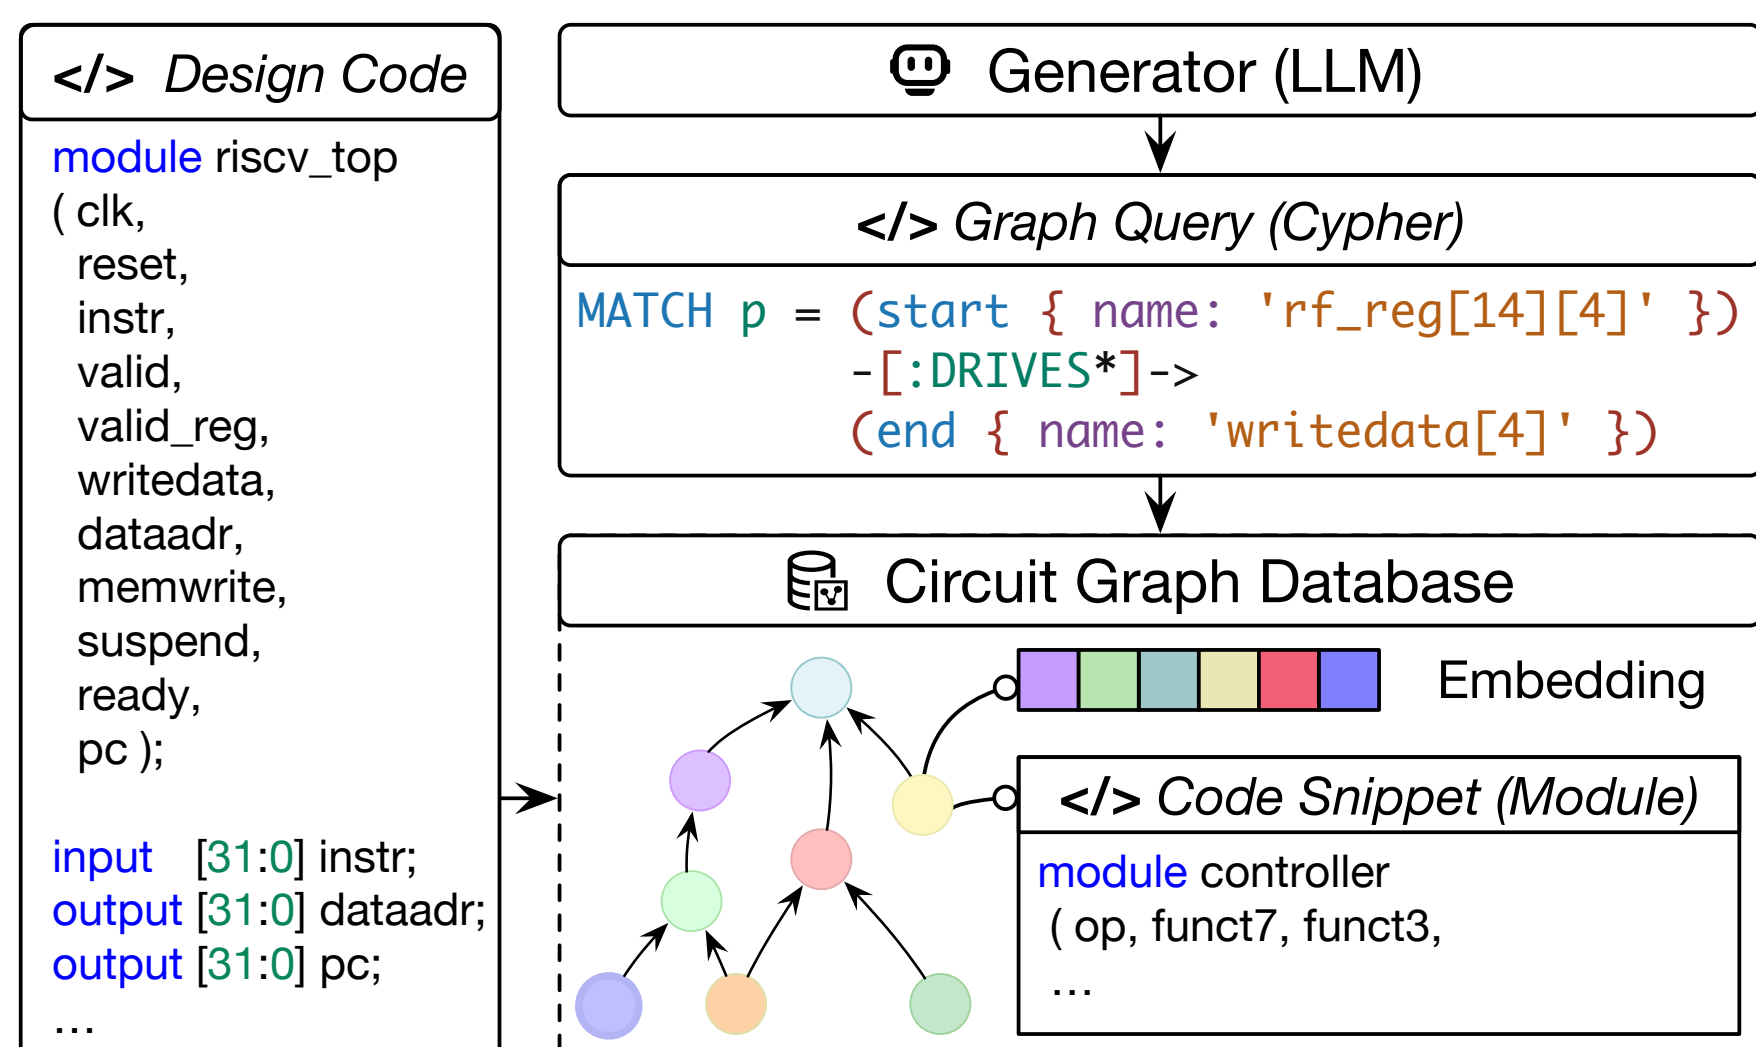 </> Design Code
module riscv_top
( clk,
reset,
instr,
valid,
valid_reg,
writedata,
dataadr,
memwrite,
suspend,
ready,
pc );
input [31:0] instr;
output [31:0] dataadr;
output [31:0] pc;
…
Generator (LLM)
</> Graph Query (Cypher)
MATCH p = (start { name: 'rf_reg[14][4]' })
-[:DRIVES*]->
(end { name: 'writedata[4]' })
Circuit Graph Database
Embedding
</> Code Snippet (Module)
module controller
( op, funct7, funct3,
…